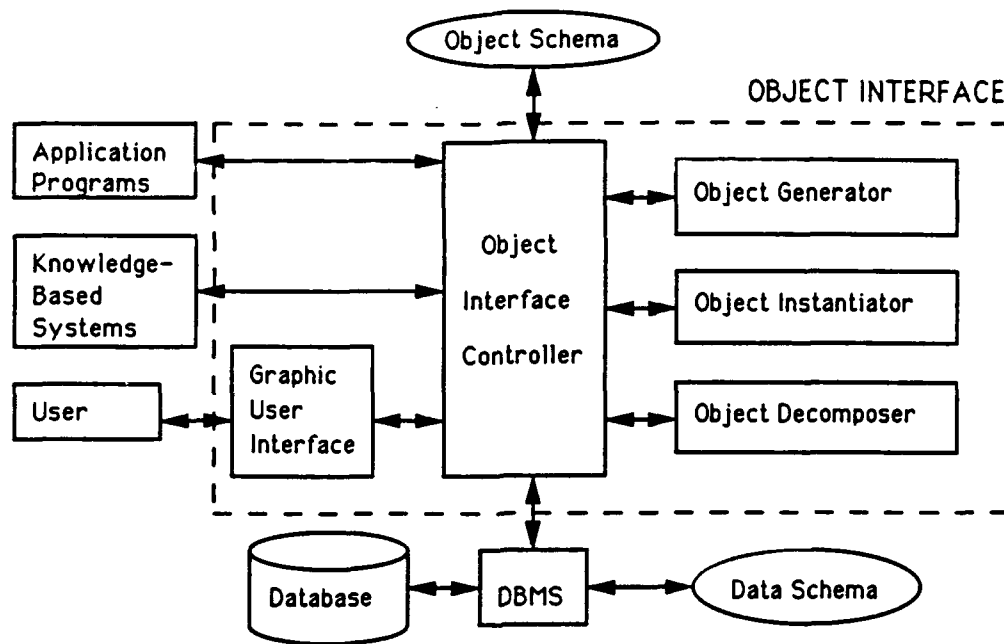 Object Schema
OBJECT INTERFACE
Application
Programs
Object Generator
Knowledge-
Based
Systems
Object
Interface
Controller
Object Instantiator
User
Graphic
User
Interface
Object Decomposer
Database
DBMS
Data Schema